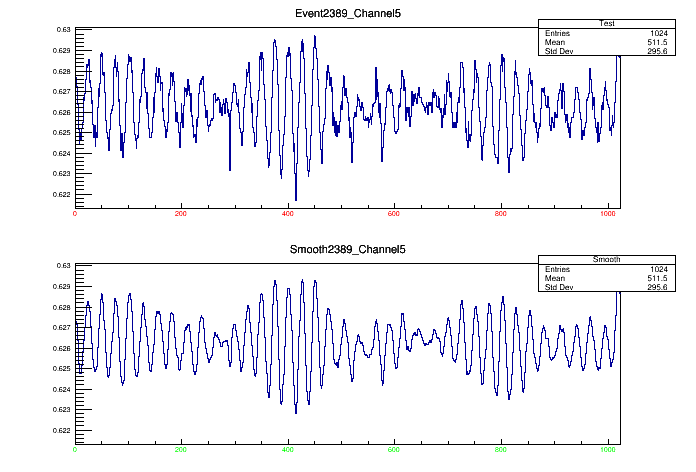 Event2389_Channel5
Test
Entries 1024
Mean 511.5
Std Dev 295.6
0.63
0.629
0.628
0.627
0.626
0.625
0.624
0.623
0.622
0 200 400 600 800 1000
Smooth2389_Channel5
Smooth
Entries 1024
Mean 511.5
Std Dev 295.6
0.63
0.629
0.628
0.627
0.626
0.625
0.624
0.623
0.622
0 200 400 600 800 1000